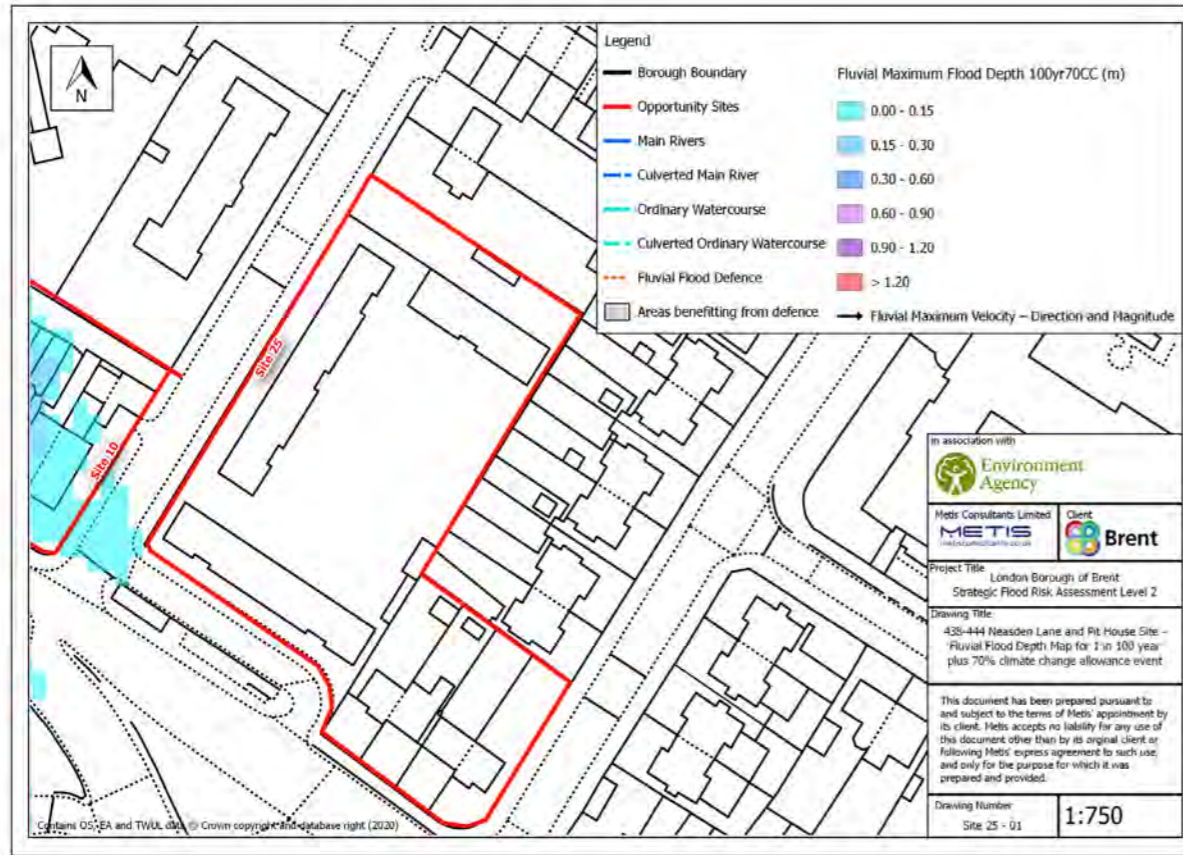 N
Legend
Borough Boundary
Opportunity Sites
Main Rivers
Culverted Main River
Ordinary Watercourse
Culverted Ordinary Watercourse
Fluvial Flood Defence
Areas benefitting from defence
Fluvial Maximum Flood Depth 100yr70CC (m)
0.00 - 0.15
0.15 - 0.30
0.30 - 0.60
0.60 - 0.90
0.90 - 1.20
> 1.20
Fluvial Maximum Velocity – Direction and Magnitude
Site 25
Site 10
in association with
Environment
Agency
Metis Consultants Limited
METIS
Client
Brent
Project Title
London Borough of Brent
Strategic Flood Risk Assessment Level 2
Drawing Title
438-444 Neasden Lane and Pit House Site –
Fluvial Flood Depth Map for 1 in 100 year
plus 70% climate change allowance event
This document has been prepared pursuant to
and subject to the terms of Metis' appointment by
its client. Metis accepts no liability for any use of
this document other than by its original client or
following Metis' express agreement to such use,
and only for the purpose for which it was
prepared and provided.
Drawing Number
Site 25 - 01
1:750
Contains OS, EA and TWUL data © Crown copyright and database right (2020)